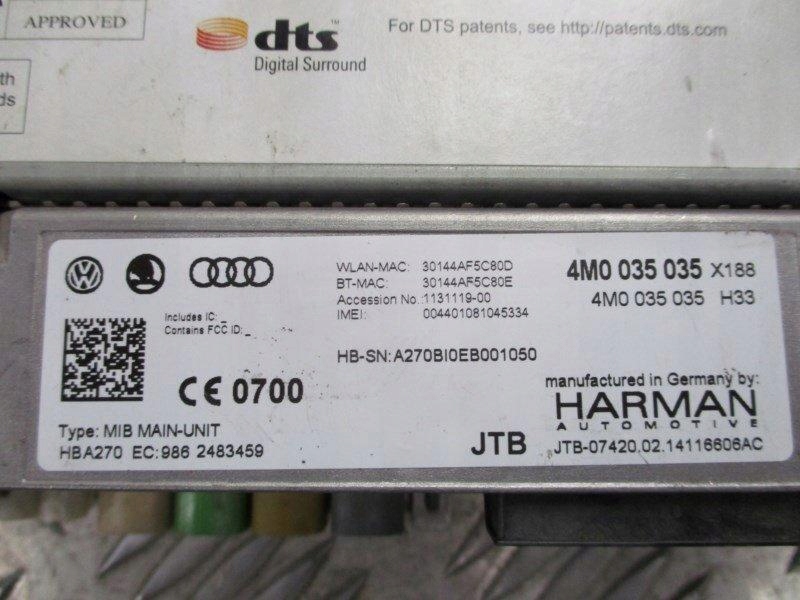 APPROVED
dts™
Digital Surround
For DTS patents, see http://patents.dts.com
th
ds
WLAN-MAC: 30144AF5C80D
BT-MAC: 30144AF5C80E
Accession No.:1131119-00
IMEI: 004401081045334
4M0 035 035 X188
4M0 035 035 H33
Includes IC:_
Contains FCC ID:_
HB-SN:A270BI0EB001050
CE 0700
manufactured in Germany by:
HARMAN
AUTOMOTIVE
Type: MIB MAIN-UNIT
HBA270 EC:986 2483459
JTB
JTB-07420.02.14116606AC